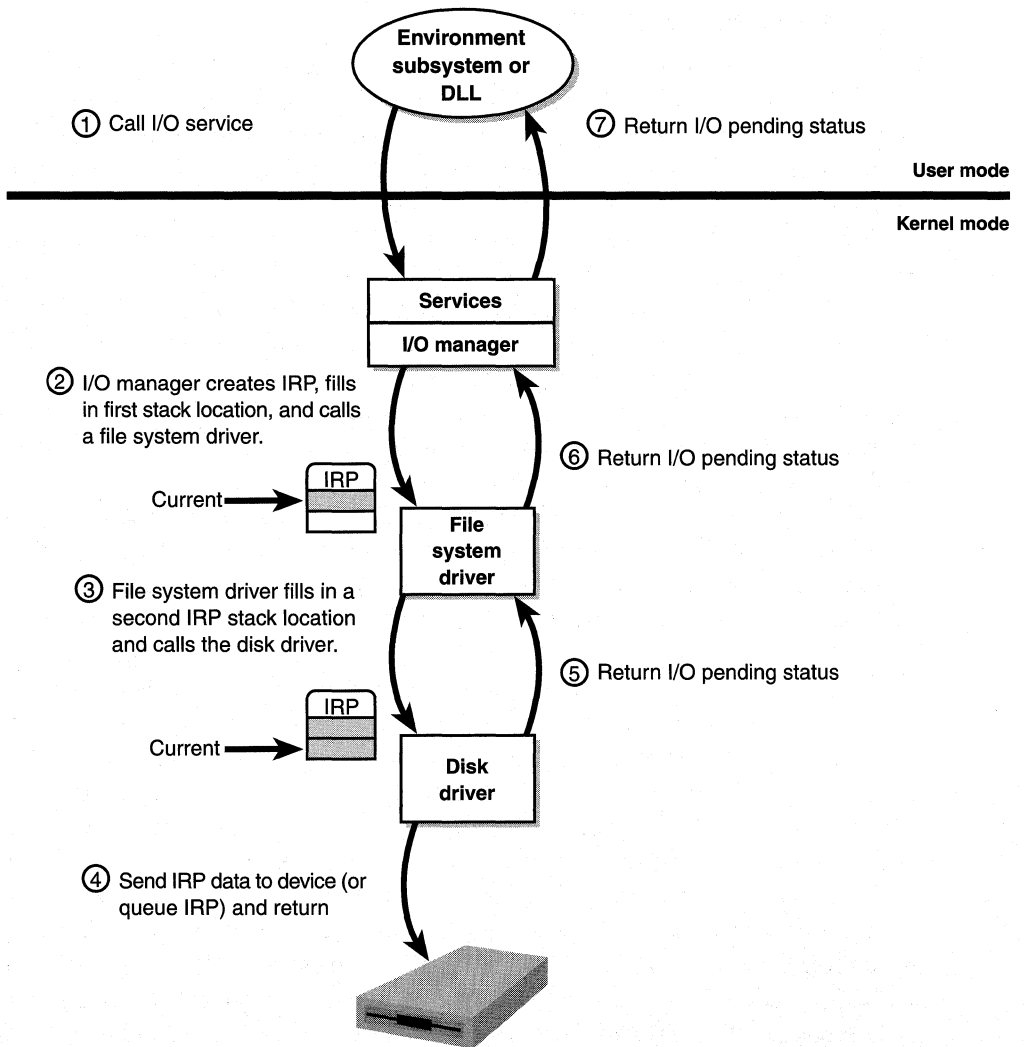 Environment
subsystem or
DLL
① Call I/O service
⑦ Return I/O pending status
User mode
Kernel mode
Services
I/O manager
② I/O manager creates IRP, fills
in first stack location, and calls
a file system driver.
⑥ Return I/O pending status
IRP
Current
File
system
driver
③ File system driver fills in a
second IRP stack location
and calls the disk driver.
⑤ Return I/O pending status
IRP
Current
Disk
driver
④ Send IRP data to device (or
queue IRP) and return